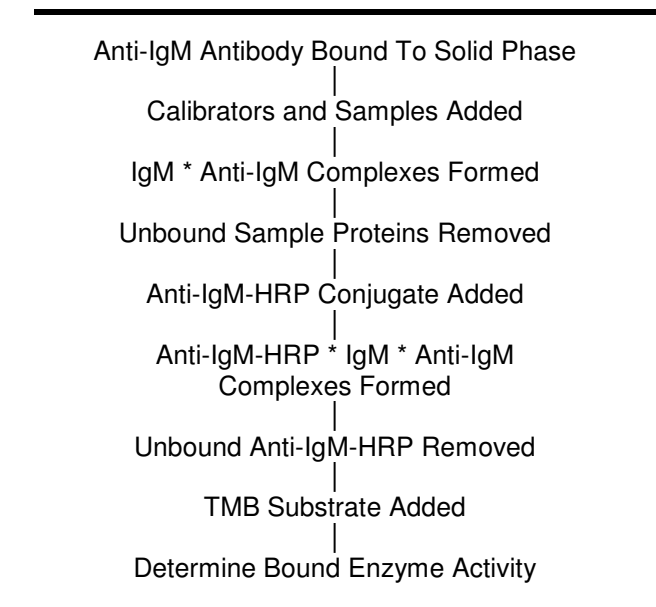 Anti-IgM Antibody Bound To Solid Phase
Calibrators and Samples Added
IgM * Anti-IgM Complexes Formed
Unbound Sample Proteins Removed
Anti-IgM-HRP Conjugate Added
Anti-IgM-HRP * IgM * Anti-IgM
Complexes Formed
Unbound Anti-IgM-HRP Removed
TMB Substrate Added
Determine Bound Enzyme Activity